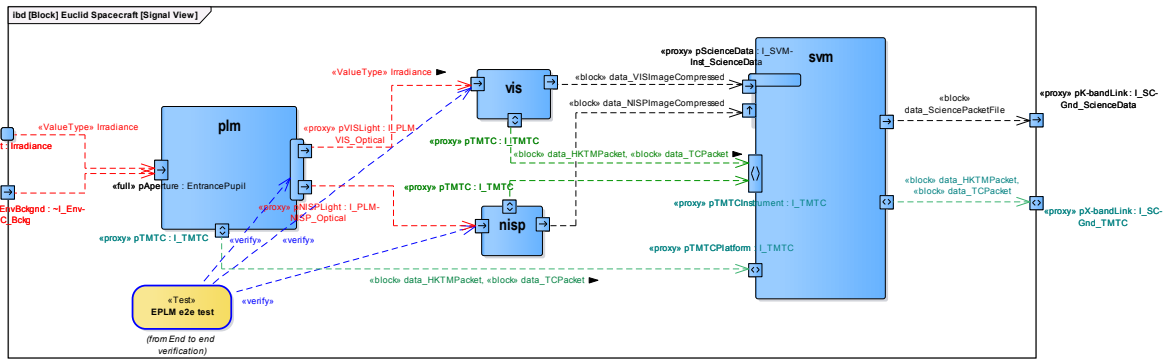 ibd [Block] Euclid Spacecraft [Signal View]
«proxy» pScienceData : I_SVM-
Inst_ScienceData
svm
«ValueType» Irradiance
vis
«block» data_VISImageCompressed
«block» data_NISPImageCompressed
«block»
data_SciencePacketFile
«proxy» pK-bandLink : I_SC-
Gnd_ScienceData
«ValueType» Irradiance
plm
«proxy» pVISLight : I_PLM-
VIS_Optical
«proxy» pTMTC : I_TMTC
t : Irradiance
«block» data_HKTMPacket, «block» data_TCPacket
«full» pAperture : EntrancePupil
«proxy» pTMTC : I_TMTC
«block» data_HKTMPacket,
«block» data_TCPacket
EnvBckgnd : ~I_Env-
C_Bckg
«proxy» pNISPLight : I_PLM-
NISP_Optical
nisp
«proxy» pTMTCInstrument : I_TMTC
«proxy» pX-bandLink : I_SC-
Gnd_TMTC
«proxy» pTMTC : I_TMTC
«verify»
«verify»
«proxy» pTMTCPlatform : I_TMTC
«block» data_HKTMPacket, «block» data_TCPacket
«Test»
EPLM e2e test
«verify»
(from End to end
verification)